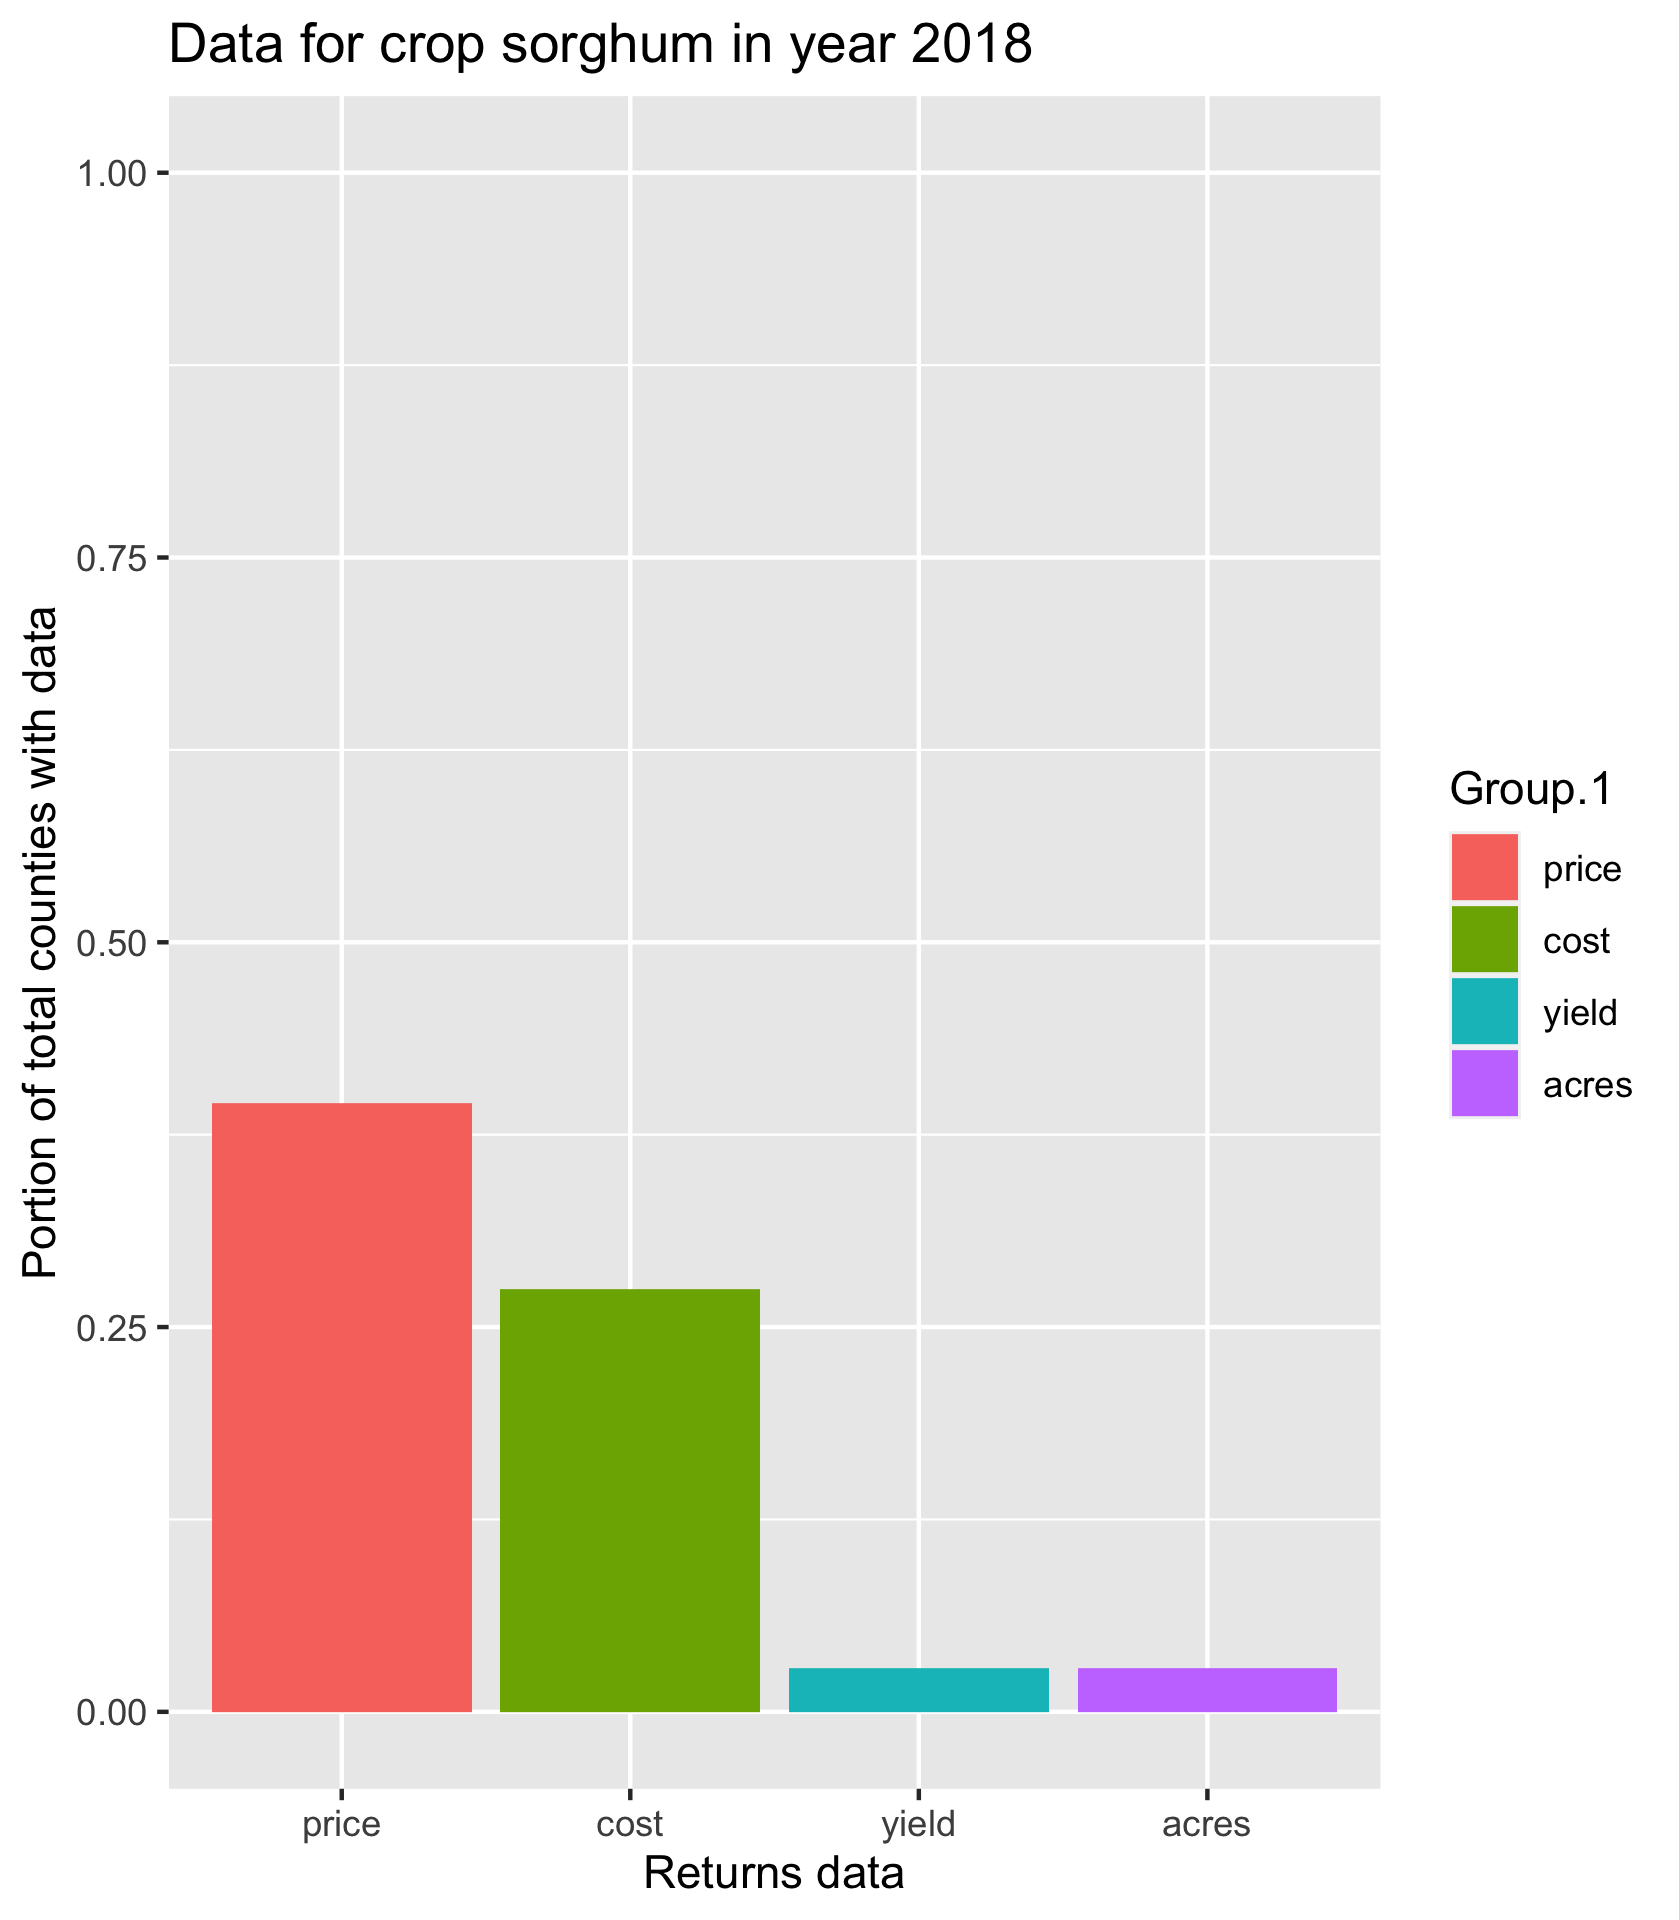 Data for crop sorghum in year 2018
Portion of total counties with data
1.00
0.75
0.50
0.25
0.00
price
cost
yield
acres
Returns data
Group.1
price
cost
yield
acres